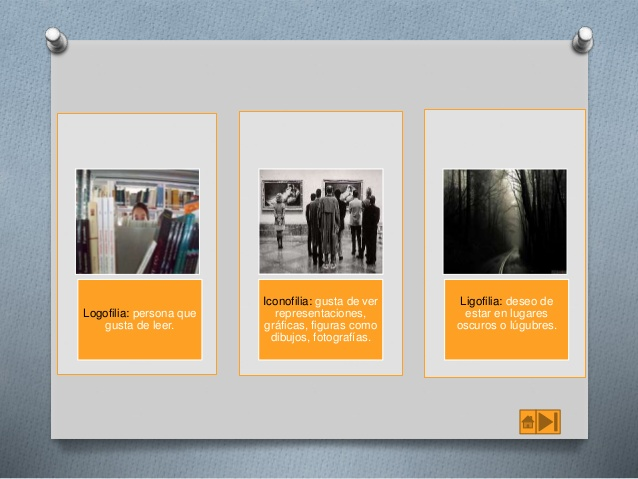 Logofilia: persona que
gusta de leer.
Iconofilia: gusta de ver
representaciones,
gráficas, figuras como
dibujos, fotografías.
Ligofilia: deseo de
estar en lugares
oscuros o lúgubres.